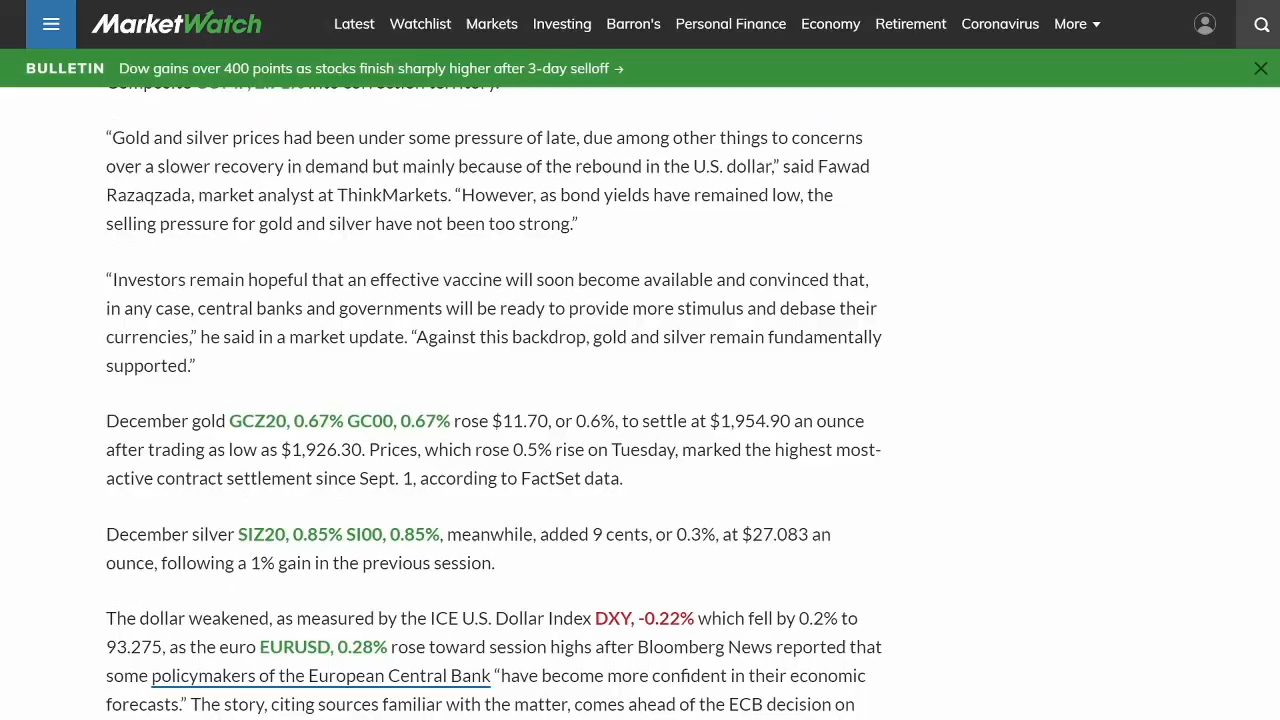 MarketWatch
Latest Watchlist Markets Investing Barron's Personal Finance Economy Retirement Coronavirus More
BULLETIN Dow gains over 400 points as stocks finish sharply higher after 3-day selloff →
“Gold and silver prices had been under some pressure of late, due among other things to concerns
over a slower recovery in demand but mainly because of the rebound in the U.S. dollar,” said Fawad
Razaqzada, market analyst at ThinkMarkets. “However, as bond yields have remained low, the
selling pressure for gold and silver have not been too strong.”
“Investors remain hopeful that an effective vaccine will soon become available and convinced that,
in any case, central banks and governments will be ready to provide more stimulus and debase their
currencies,” he said in a market update. “Against this backdrop, gold and silver remain fundamentally
supported.”
December gold GCZ20, 0.67% GC00, 0.67% rose $11.70, or 0.6%, to settle at $1,954.90 an ounce
after trading as low as $1,926.30. Prices, which rose 0.5% rise on Tuesday, marked the highest most-
active contract settlement since Sept. 1, according to FactSet data.
December silver SIZ20, 0.85% SI00, 0.85%, meanwhile, added 9 cents, or 0.3%, at $27.083 an
ounce, following a 1% gain in the previous session.
The dollar weakened, as measured by the ICE U.S. Dollar Index DXY, -0.22% which fell by 0.2% to
93.275, as the euro EURUSD, 0.28% rose toward session highs after Bloomberg News reported that
some policymakers of the European Central Bank “have become more confident in their economic
forecasts.” The story, citing sources familiar with the matter, comes ahead of the ECB decision on